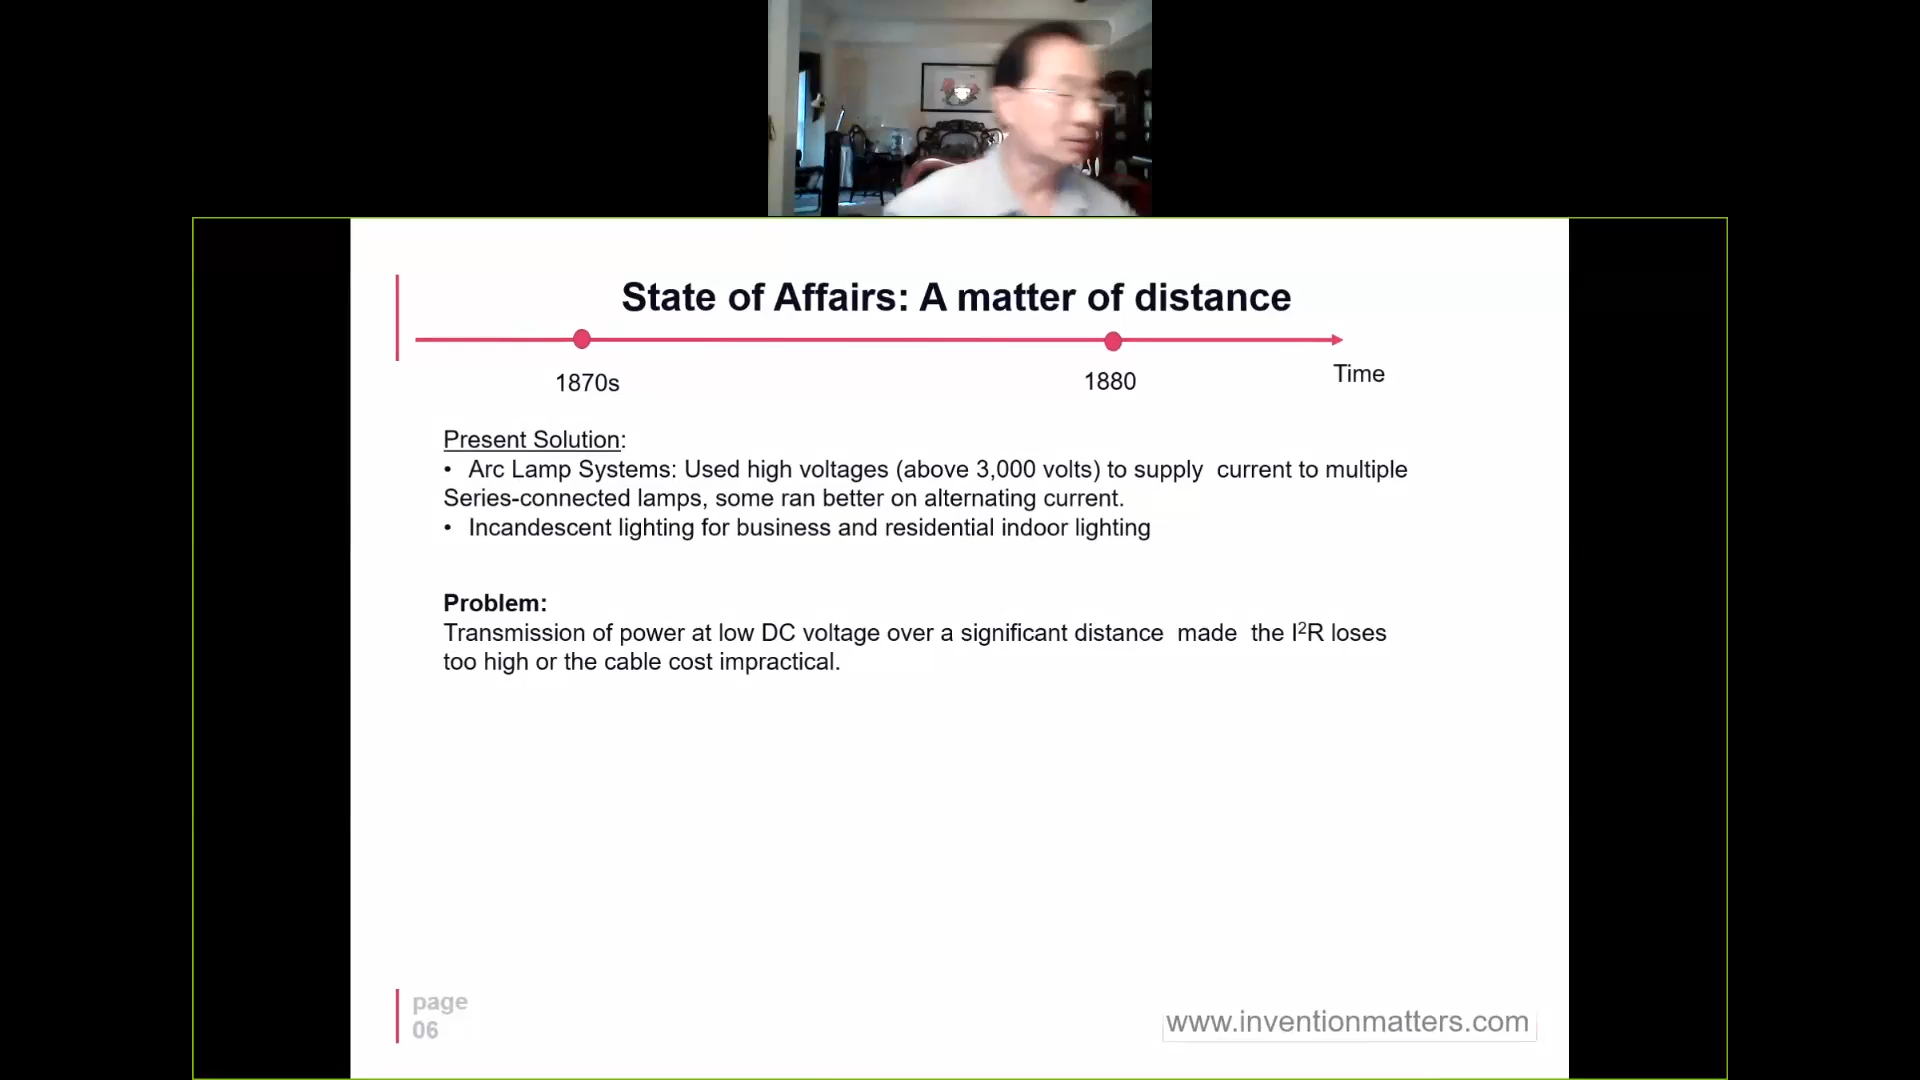 State of Affairs: A matter of distance
1870s
1880
Time
Present Solution:
• Arc Lamp Systems: Used high voltages (above 3,000 volts) to supply current to multiple
Series-connected lamps, some ran better on alternating current.
• Incandescent lighting for business and residential indoor lighting
Problem:
Transmission of power at low DC voltage over a significant distance made the I²R loses
too high or the cable cost impractical.
page
06
www.inventionmatters.com